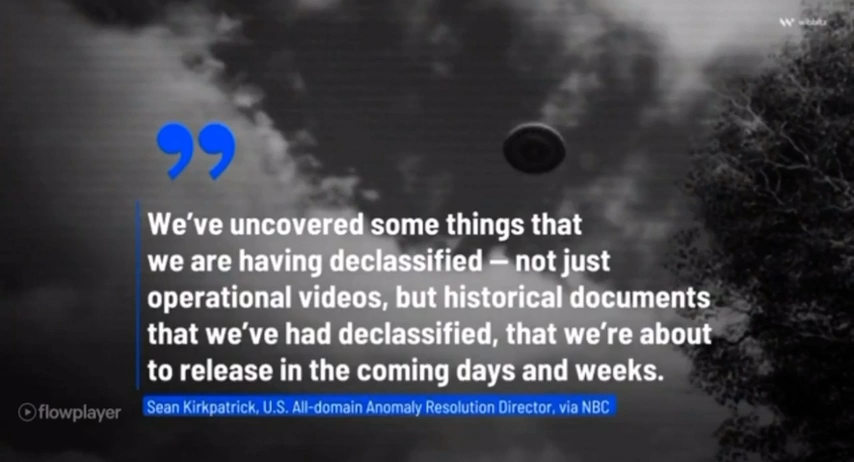 wibbitz
”
We’ve uncovered some things that
we are having declassified – not just
operational videos, but historical documents
that we’ve had declassified, that we’re about
to release in the coming days and weeks.
Sean Kirkpatrick, U.S. All-domain Anomaly Resolution Director, via NBC
flowplayer